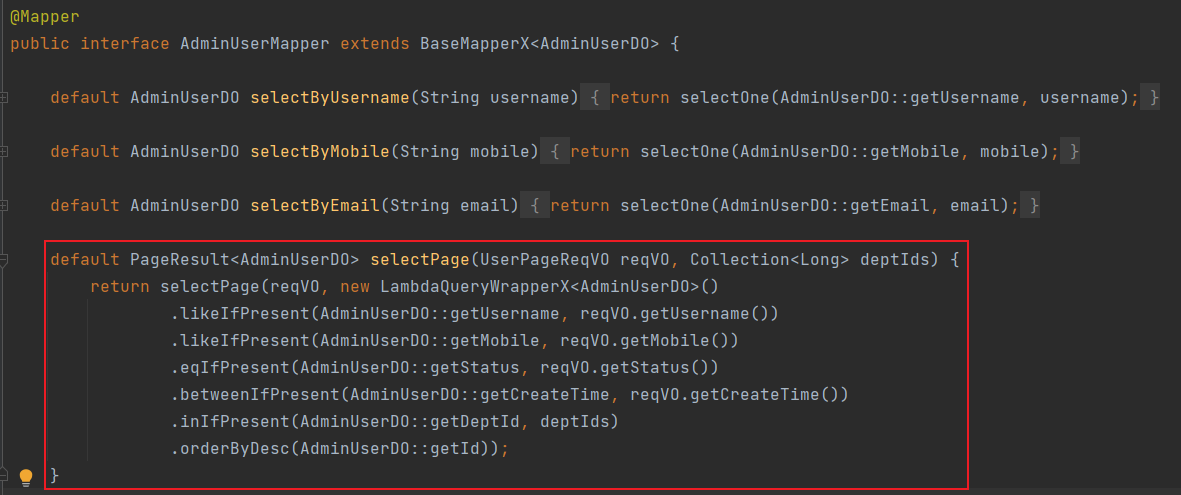 @Mapper
public interface AdminUserMapper extends BaseMapperX<AdminUserDO> {
default AdminUserDO selectByUsername(String username) { return selectOne(AdminUserDO::getUsername, username); }
default AdminUserDO selectByMobile(String mobile) { return selectOne(AdminUserDO::getMobile, mobile); }
default AdminUserDO selectByEmail(String email) { return selectOne(AdminUserDO::getEmail, email); }
default PageResult<AdminUserDO> selectPage(UserPageReqVO reqVO, Collection<Long> deptIds) {
return selectPage(reqVO, new LambdaQueryWrapperX<AdminUserDO>()
.likeIfPresent(AdminUserDO::getUsername, reqVO.getUsername())
.likeIfPresent(AdminUserDO::getMobile, reqVO.getMobile())
.eqIfPresent(AdminUserDO::getStatus, reqVO.getStatus())
.betweenIfPresent(AdminUserDO::getCreateTime, reqVO.getCreateTime())
.inIfPresent(AdminUserDO::getDeptId, deptIds)
.orderByDesc(AdminUserDO::getId));
}